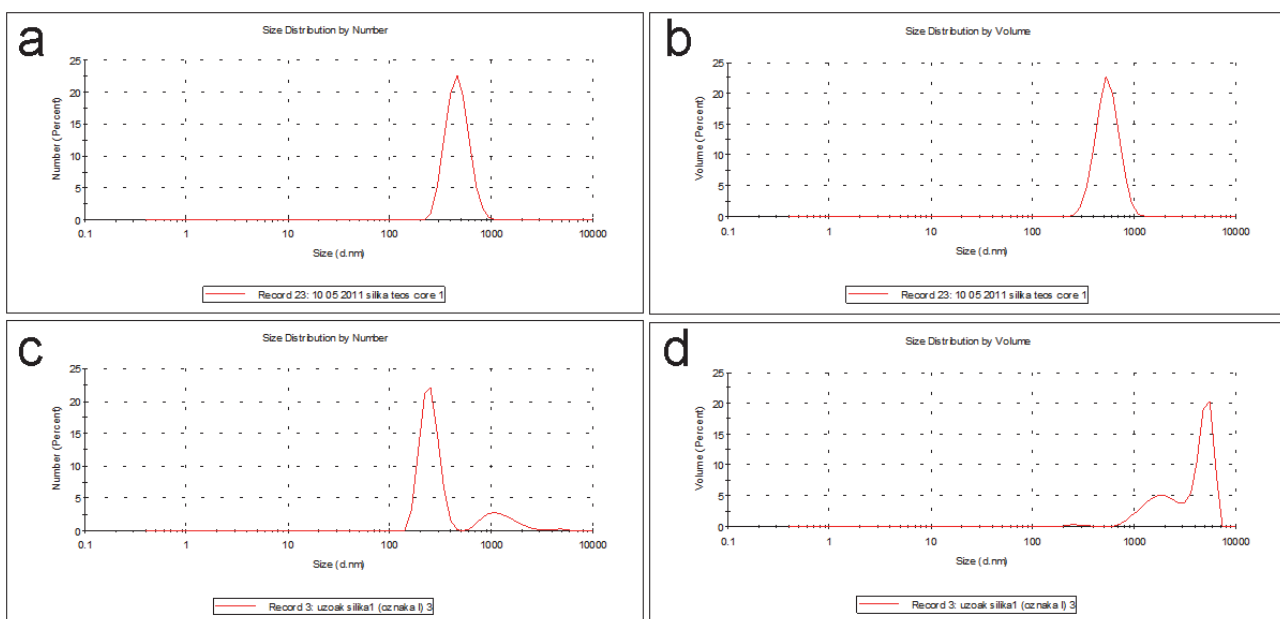 a
Size Distribution by Number
25
20
15
10
5
0
Number (Percent)
0.1 1 10 100 1000 10000
Size (d.nm)
Record 23: 10 05 2011 silka teos core 1
b
Size Distribution by Volume
25
20
15
10
5
0
Volume (Percent)
0.1 1 10 100 1000 10000
Size (d.nm)
Record 23: 10 05 2011 silka teos core 1
c
Size Distribution by Number
25
20
15
10
5
0
Number (Percent)
0.1 1 10 100 1000 10000
Size (d.nm)
Record 3: uzoak silika1 (oznaka I) 3
d
Size Distribution by Volume
25
20
15
10
5
0
Volume (Percent)
0.1 1 10 100 1000 10000
Size (d.nm)
Record 3: uzoak silika1 (oznaka I) 3